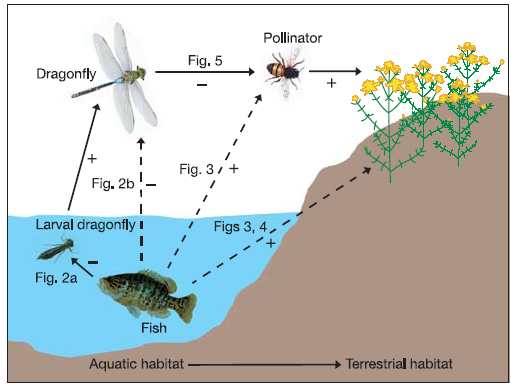 Pollinator
Dragonfly
Fig. 5
−
+
+
Fig. 2b
−
Fig. 3
+
Larval dragonfly
Figs 3, 4
+
−
Fig. 2a
Fish
Aquatic habitat
Terrestrial habitat